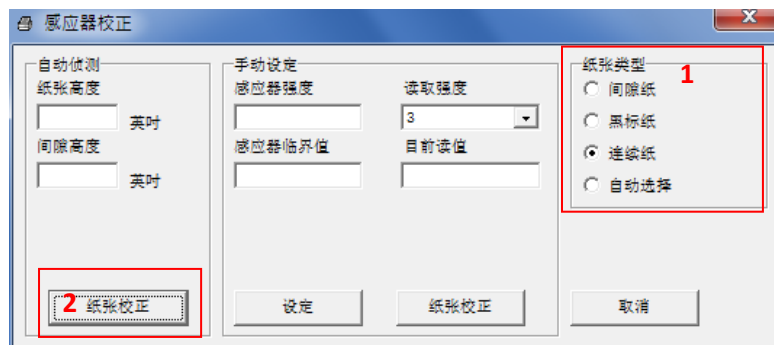 感应器校正
自动侦测
纸张高度
英吋
间隙高度
英吋
2 纸张校正
手动设定
感应器强度
读取强度
3
感应器临界值
目前读值
设定
纸张校正
纸张类型
1
间隙纸
黑标纸
连续纸
自动选择
取消